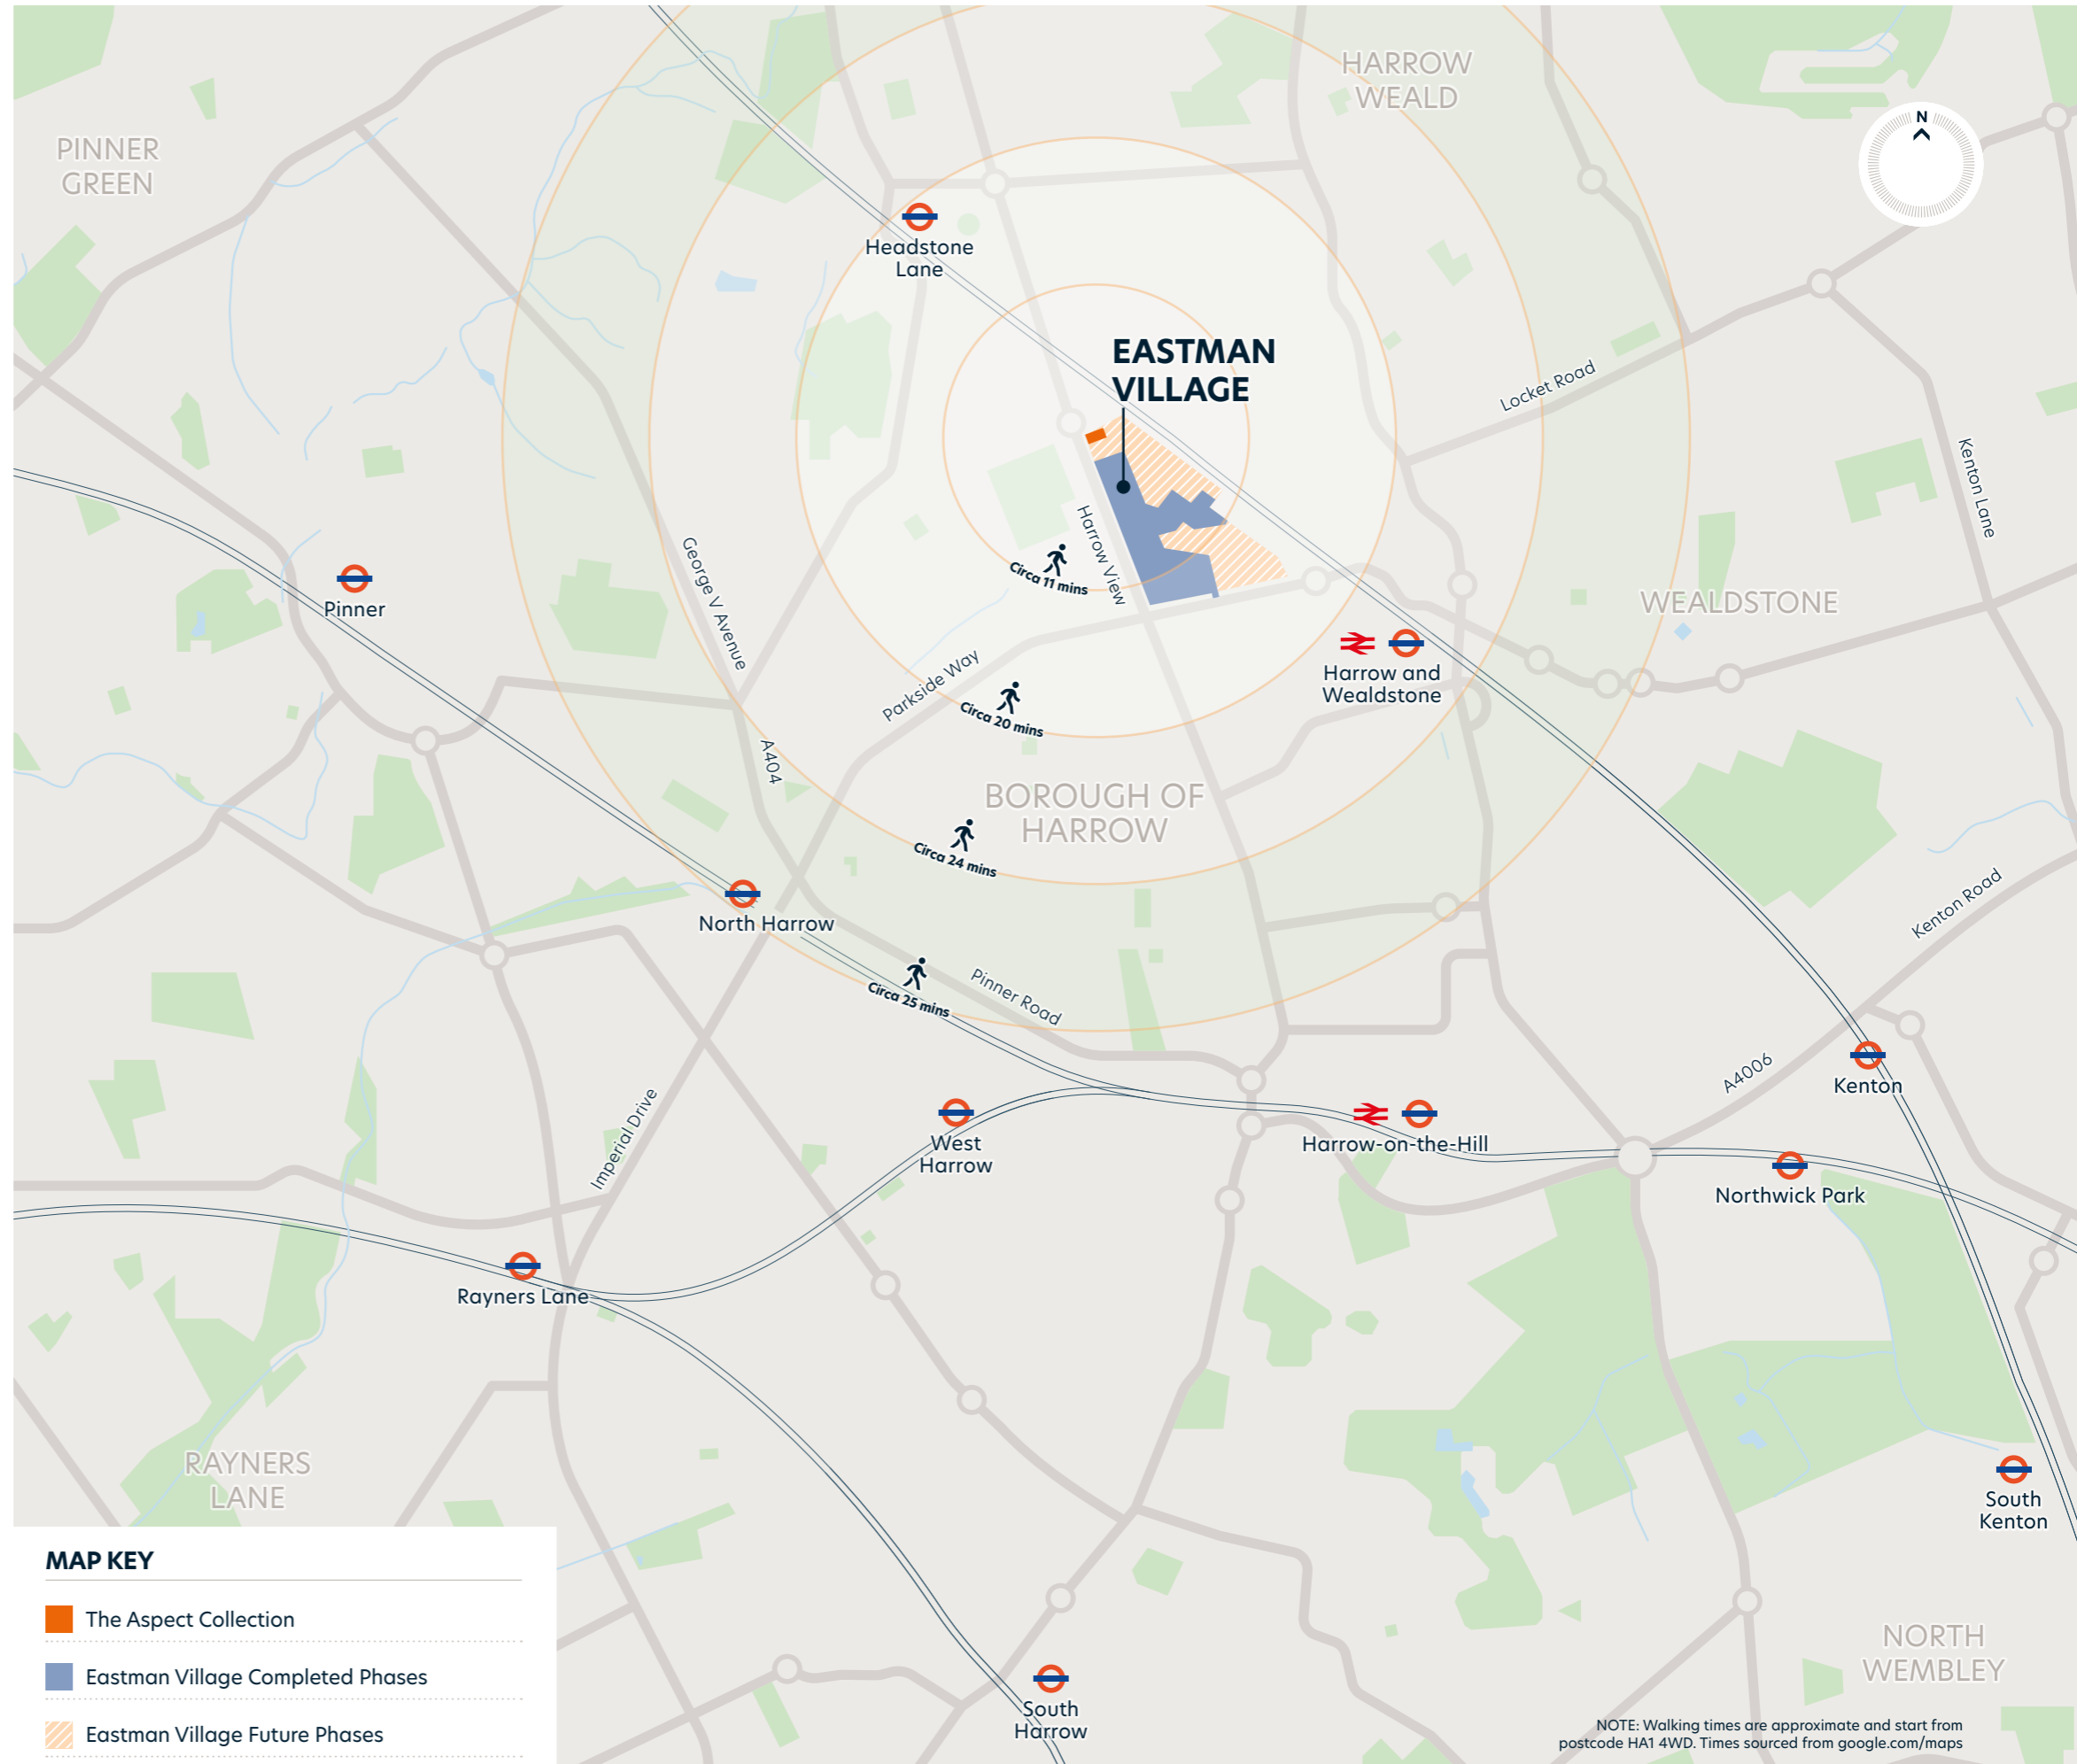 HARROW
WEALD
N
PINNER
GREEN
Headstone
Lane
EASTMAN
VILLAGE
Locket Road
Kenton Lane
Harrow View
George V Avenue
Circa 11 mins
Pinner
WEALDSTONE
Harrow and
Wealdstone
Parkside Way
Circa 20 mins
A404
BOROUGH OF
HARROW
Circa 24 mins
North Harrow
Kenton Road
Pinner Road
Circa 25 mins
A4006
Kenton
Imperial Drive
West
Harrow
Harrow-on-the-Hill
Northwick Park
Rayners Lane
RAYNERS
LANE
South
Kenton
MAP KEY
The Aspect Collection
Eastman Village Completed Phases
Eastman Village Future Phases
NORTH
WEMBLEY
South
Harrow
NOTE: Walking times are approximate and start from
postcode HA1 4WD. Times sourced from google.com/maps